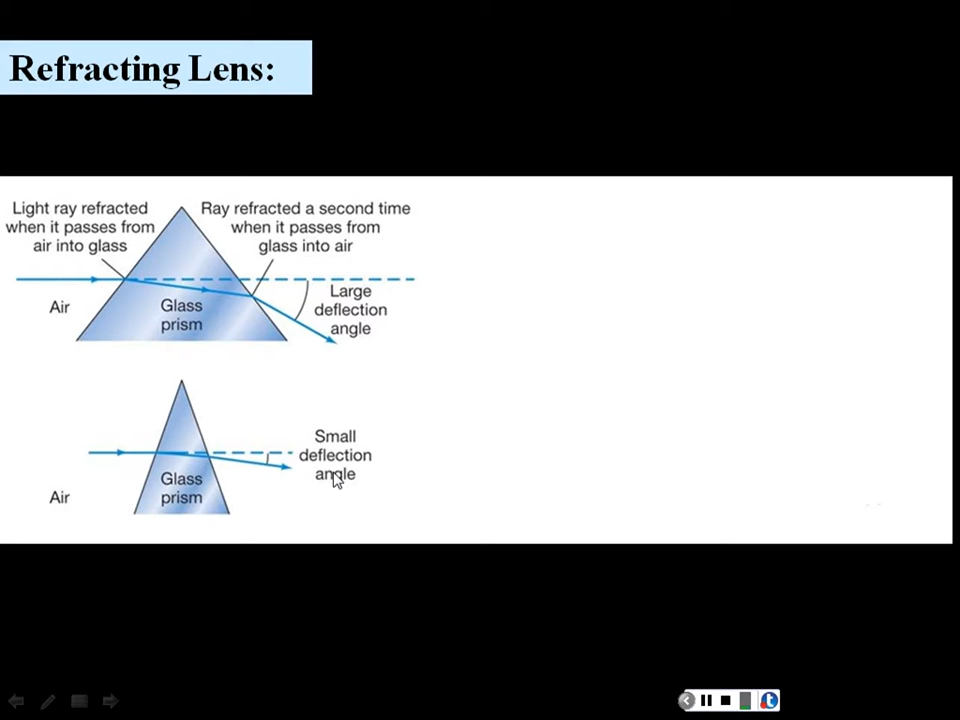 Refracting Lens:
Light ray refracted
when it passes from
air into glass
Ray refracted a second time
when it passes from
glass into air
Air
Glass
prism
Large
deflection
angle
Small
deflection
angle
Air
Glass
prism